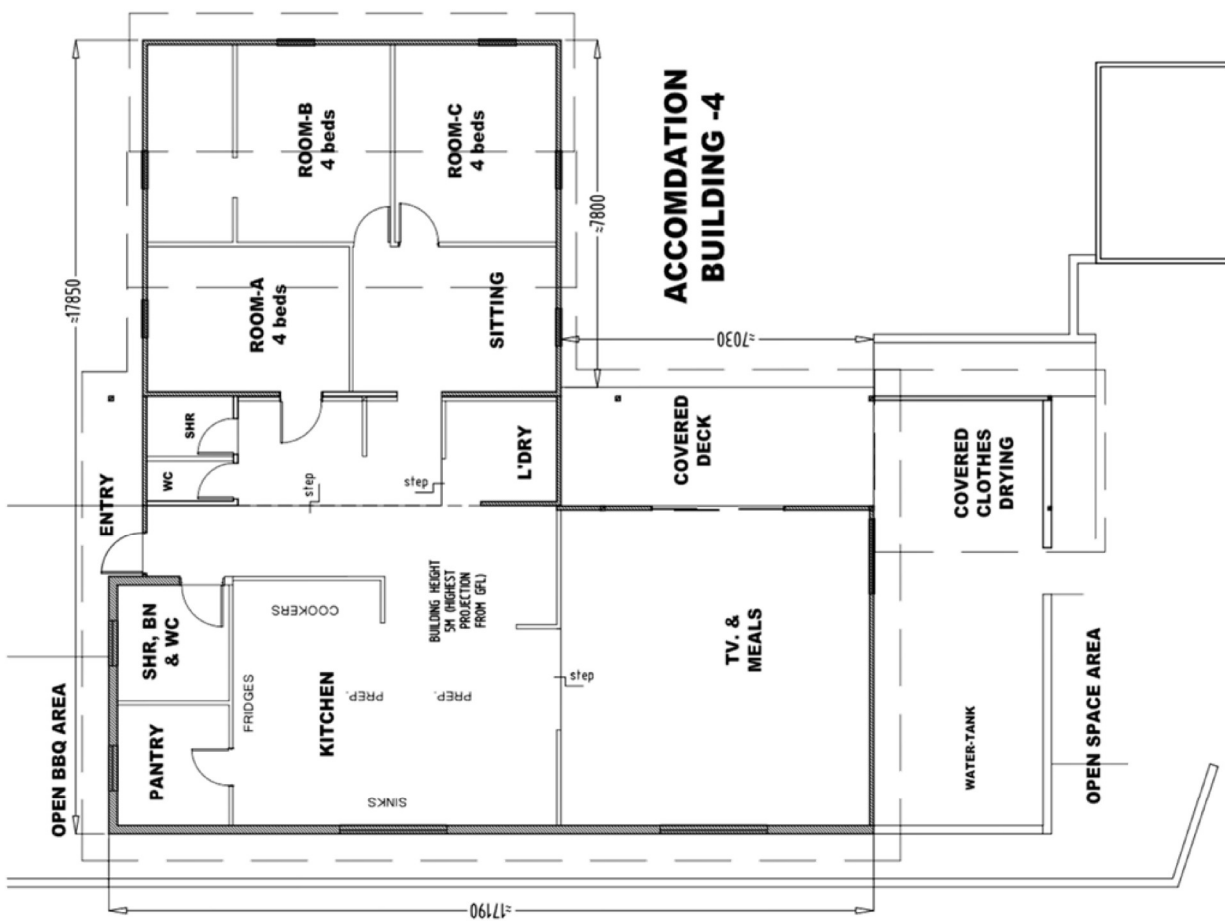 ACCOMDATION
BUILDING -4
ROOM-B
4 beds
ROOM-C
4 beds
≈7800
≈17850
ROOM-A
4 beds
SITTING
≈7030
SHR
WC
ENTRY
step
step
L'DRY
COVERED
DECK
COVERED
CLOTHES
DRYING
BUILDING HEIGHT
5M (HIGHEST
PROJECTION
FROM GFL)
COOKERS
SHR, BN
& WC
FRIDGES
PREP.
PREP.
step
TV. &
MEALS
KITCHEN
PANTRY
OPEN BBQ AREA
SINKS
WATER-TANK
OPEN SPACE AREA
≈17190